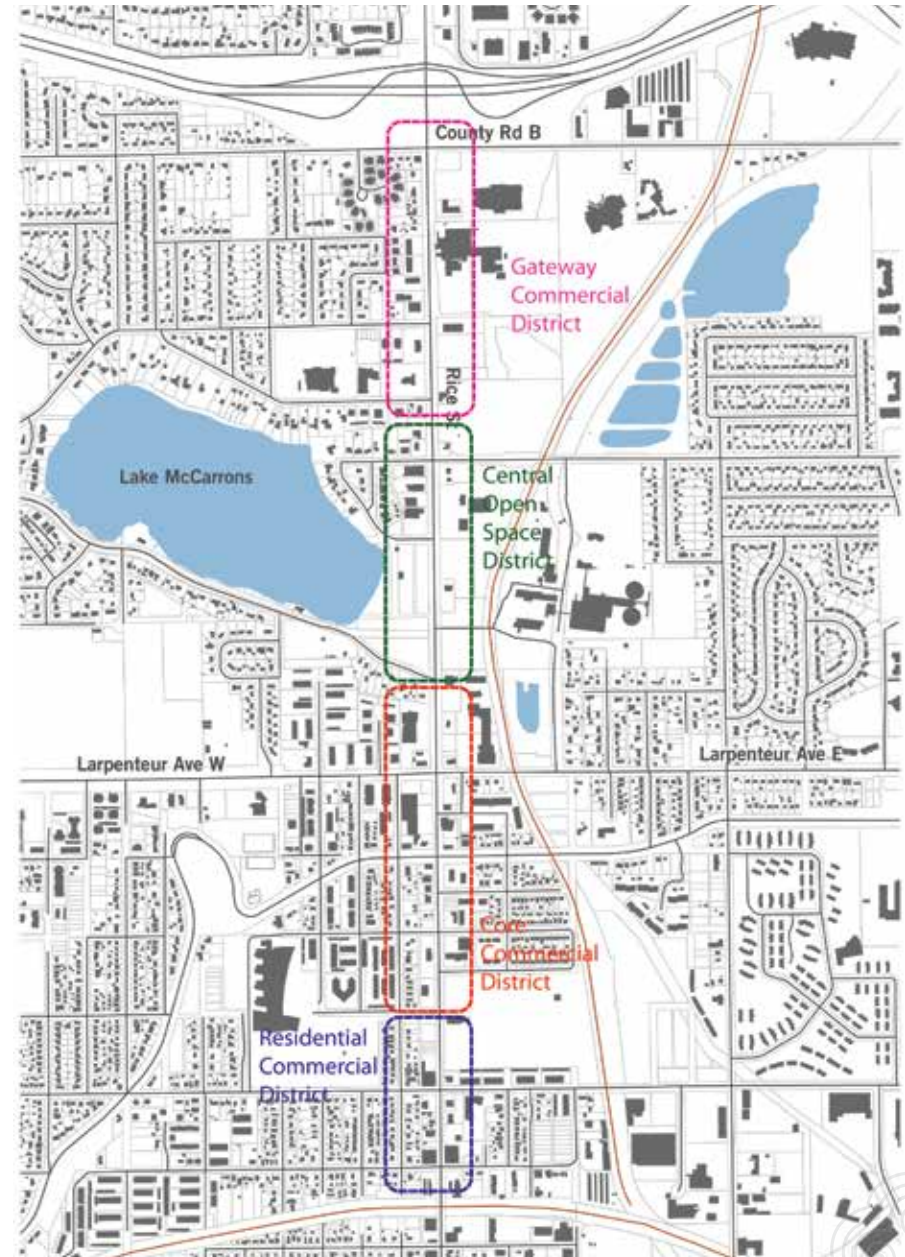 County Rd B
Gateway
Commercial
District
Rice St
Lake McCarrons
Central
Open
Space
District
Larpenteur Ave W
Larpenteur Ave E
Core
Commercial
District
Residential
Commercial
District